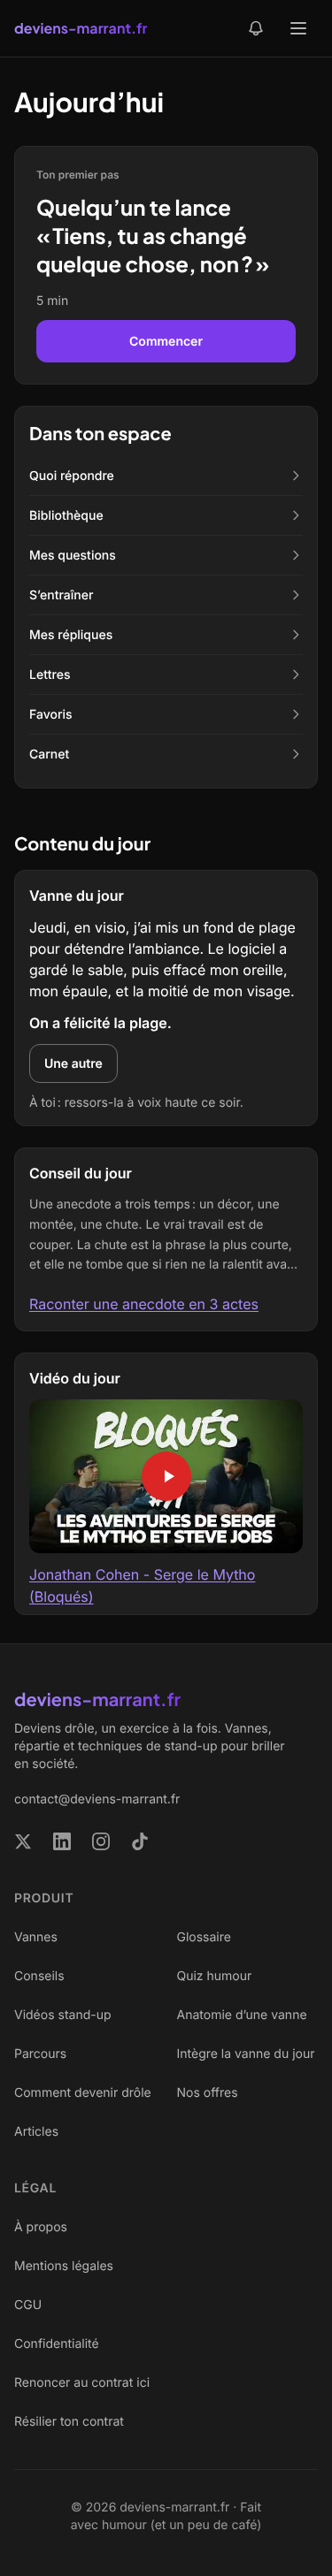 deviens-marrant.fr
Aujourd’hui
Ton premier pas
Quelqu’un te lance
« Tiens, tu as changé
quelque chose, non ? »
5 min
Commencer
Dans ton espace
Quoi répondre
Bibliothèque
Mes questions
S’entraîner
Mes répliques
Lettres
Favoris
Carnet
Contenu du jour
Vanne du jour
Jeudi, en visio, j’ai mis un fond de plage
pour détendre l’ambiance. Le logiciel a
gardé le sable, puis effacé mon oreille,
mon épaule, et la moitié de mon visage.
On a félicité la plage.
Une autre
À toi : ressors-la à voix haute ce soir.
Conseil du jour
Une anecdote a trois temps : un décor, une
montée, une chute. Le vrai travail est de
couper. La chute est la phrase la plus courte,
et elle ne tombe que si rien ne la ralentit ava...
Raconter une anecdote en 3 actes
Vidéo du jour
BLOQUÉS
LES AVENTURES DE SERGE
LE MYTHO ET STEVE JOBS
Jonathan Cohen - Serge le Mytho
(Bloqués)
deviens-marrant.fr
Deviens drôle, un exercice à la fois. Vannes,
répartie et techniques de stand-up pour briller
en société.
contact@deviens-marrant.fr
PRODUIT
Vannes
Glossaire
Conseils
Quiz humour
Vidéos stand-up
Anatomie d’une vanne
Parcours
Intègre la vanne du jour
Comment devenir drôle
Nos offres
Articles
LÉGAL
À propos
Mentions légales
CGU
Confidentialité
Renoncer au contrat ici
Résilier ton contrat
© 2026 deviens-marrant.fr · Fait
avec humour (et un peu de café)